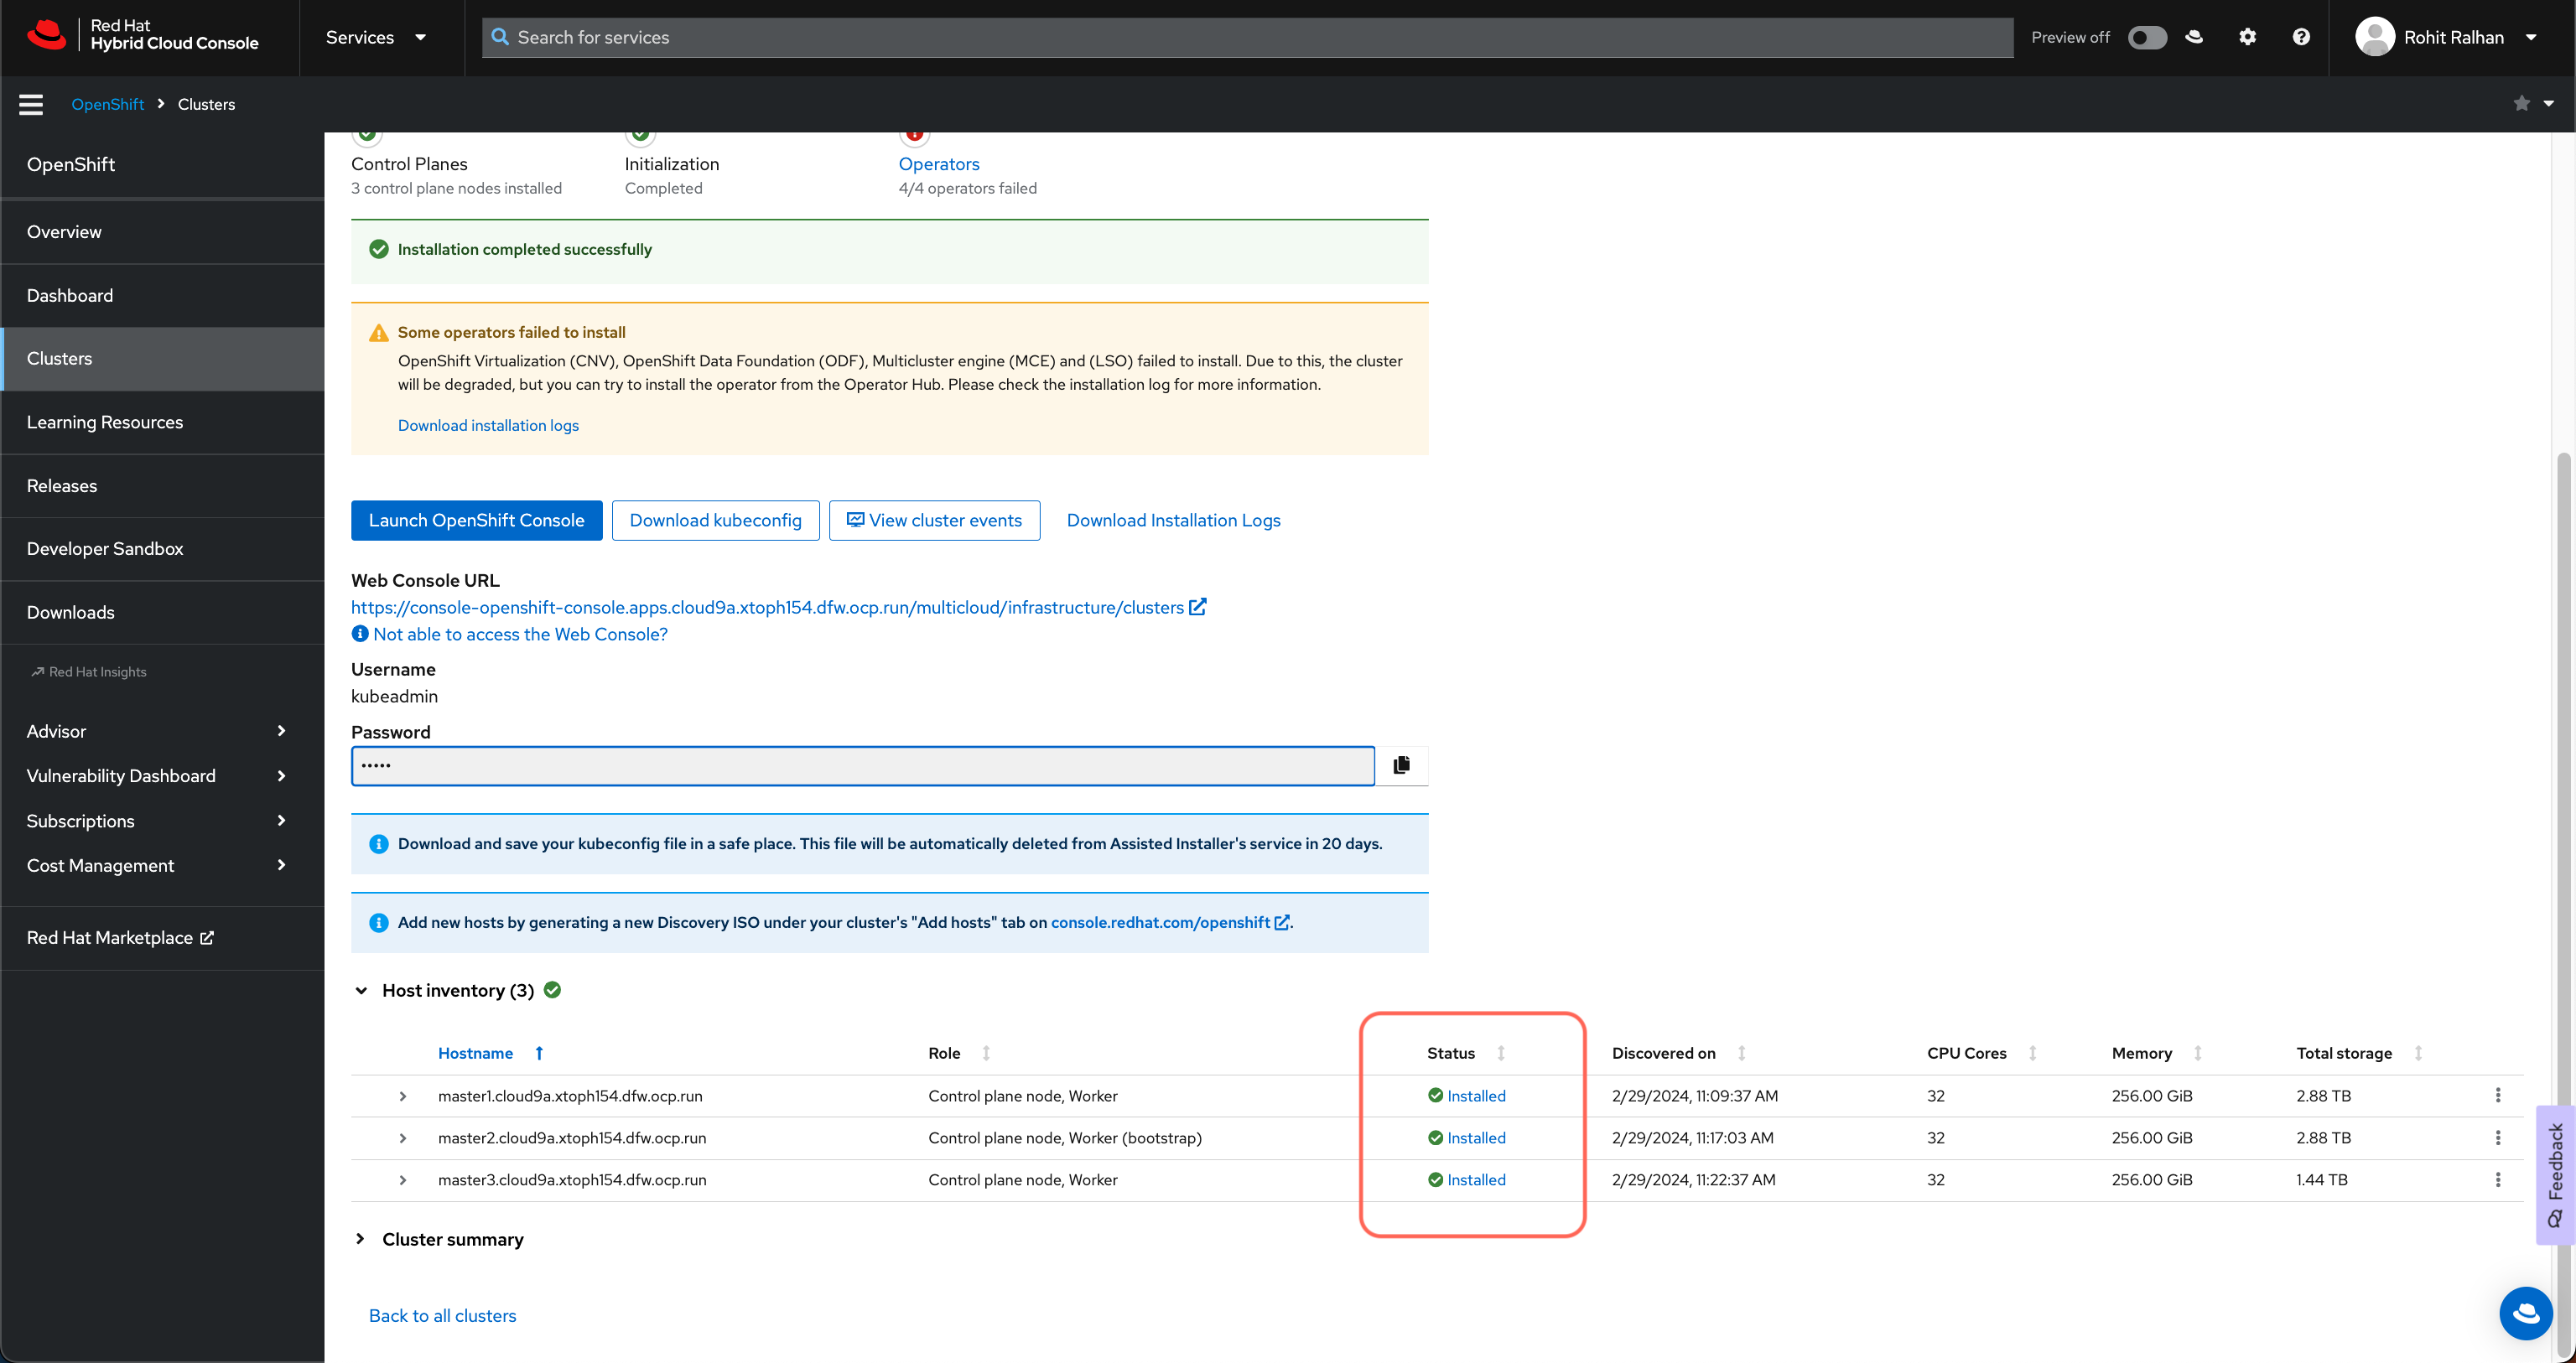 Red Hat
Hybrid Cloud Console
Services
Search for services
Preview off
Rohit Ralhan
OpenShift
Clusters
OpenShift
Overview
Dashboard
Clusters
Learning Resources
Releases
Developer Sandbox
Downloads
Red Hat Insights
Advisor
Vulnerability Dashboard
Subscriptions
Cost Management
Red Hat Marketplace
Control Planes
3 control plane nodes installed
Initialization
Completed
Operators
4/4 operators failed
Installation completed successfully
Some operators failed to install
OpenShift Virtualization (CNV), OpenShift Data Foundation (ODF), Multicluster engine (MCE) and (LSO) failed to install. Due to this, the cluster
will be degraded, but you can try to install the operator from the Operator Hub. Please check the installation log for more information.
Download installation logs
Launch OpenShift Console
Download kubeconfig
View cluster events
Download Installation Logs
Web Console URL
https://console-openshift-console.apps.cloud9a.xtoph154.dfw.ocp.run/multicloud/infrastructure/clusters
Not able to access the Web Console?
Username
kubeadmin
Password
•••••
Download and save your kubeconfig file in a safe place. This file will be automatically deleted from Assisted Installer's service in 20 days.
Add new hosts by generating a new Discovery ISO under your cluster's "Add hosts" tab on console.redhat.com/openshift.
Host inventory (3)
Hostname Role Status Discovered on CPU Cores Memory Total storage
master1.cloud9a.xtoph154.dfw.ocp.run Control plane node, Worker Installed 2/29/2024, 11:09:37 AM 32 256.00 GiB 2.88 TB
master2.cloud9a.xtoph154.dfw.ocp.run Control plane node, Worker (bootstrap) Installed 2/29/2024, 11:17:03 AM 32 256.00 GiB 2.88 TB
master3.cloud9a.xtoph154.dfw.ocp.run Control plane node, Worker Installed 2/29/2024, 11:22:37 AM 32 256.00 GiB 1.44 TB
Cluster summary
Back to all clusters
Feedback